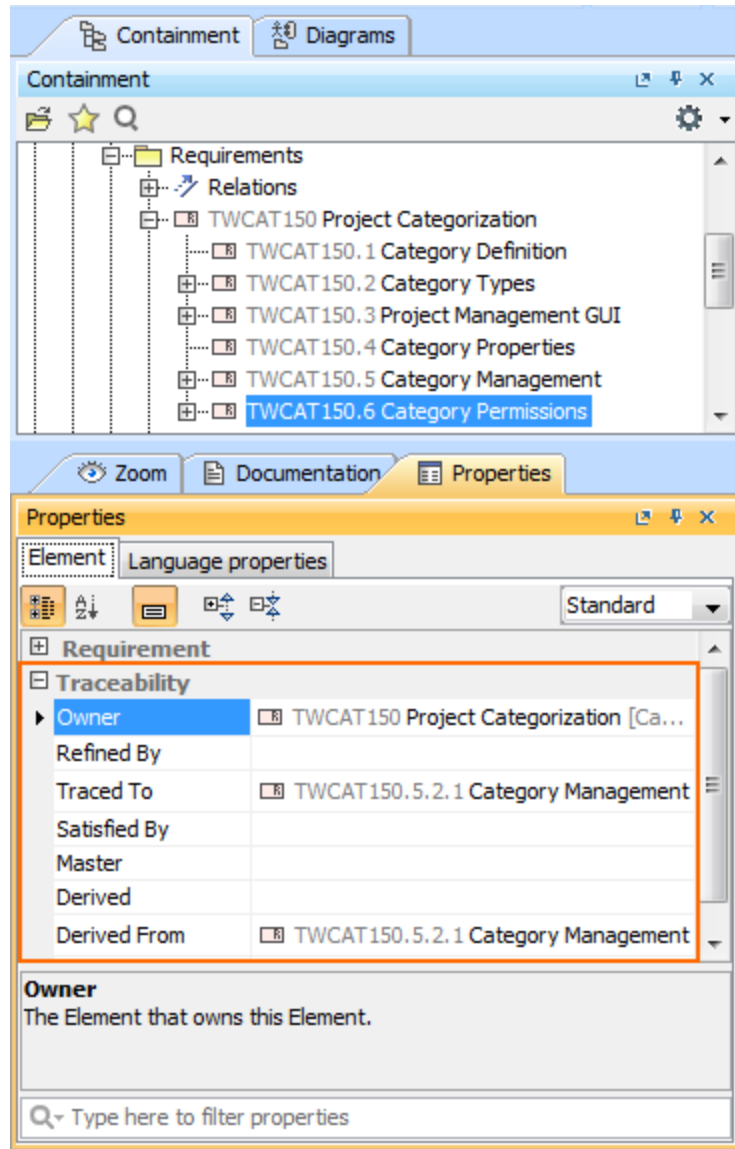 Containment Diagrams
Containment
Requirements
Relations
TWCAT150 Project Categorization
TWCAT150.1 Category Definition
TWCAT150.2 Category Types
TWCAT150.3 Project Management GUI
TWCAT150.4 Category Properties
TWCAT150.5 Category Management
TWCAT150.6 Category Permissions
Zoom Documentation Properties
Properties
Element Language properties
Standard
Requirement
Traceability
Owner TWCAT150 Project Categorization [Ca...
Refined By
Traced To TWCAT150.5.2.1 Category Management
Satisfied By
Master
Derived
Derived From TWCAT150.5.2.1 Category Management
Owner
The Element that owns this Element.
Type here to filter properties